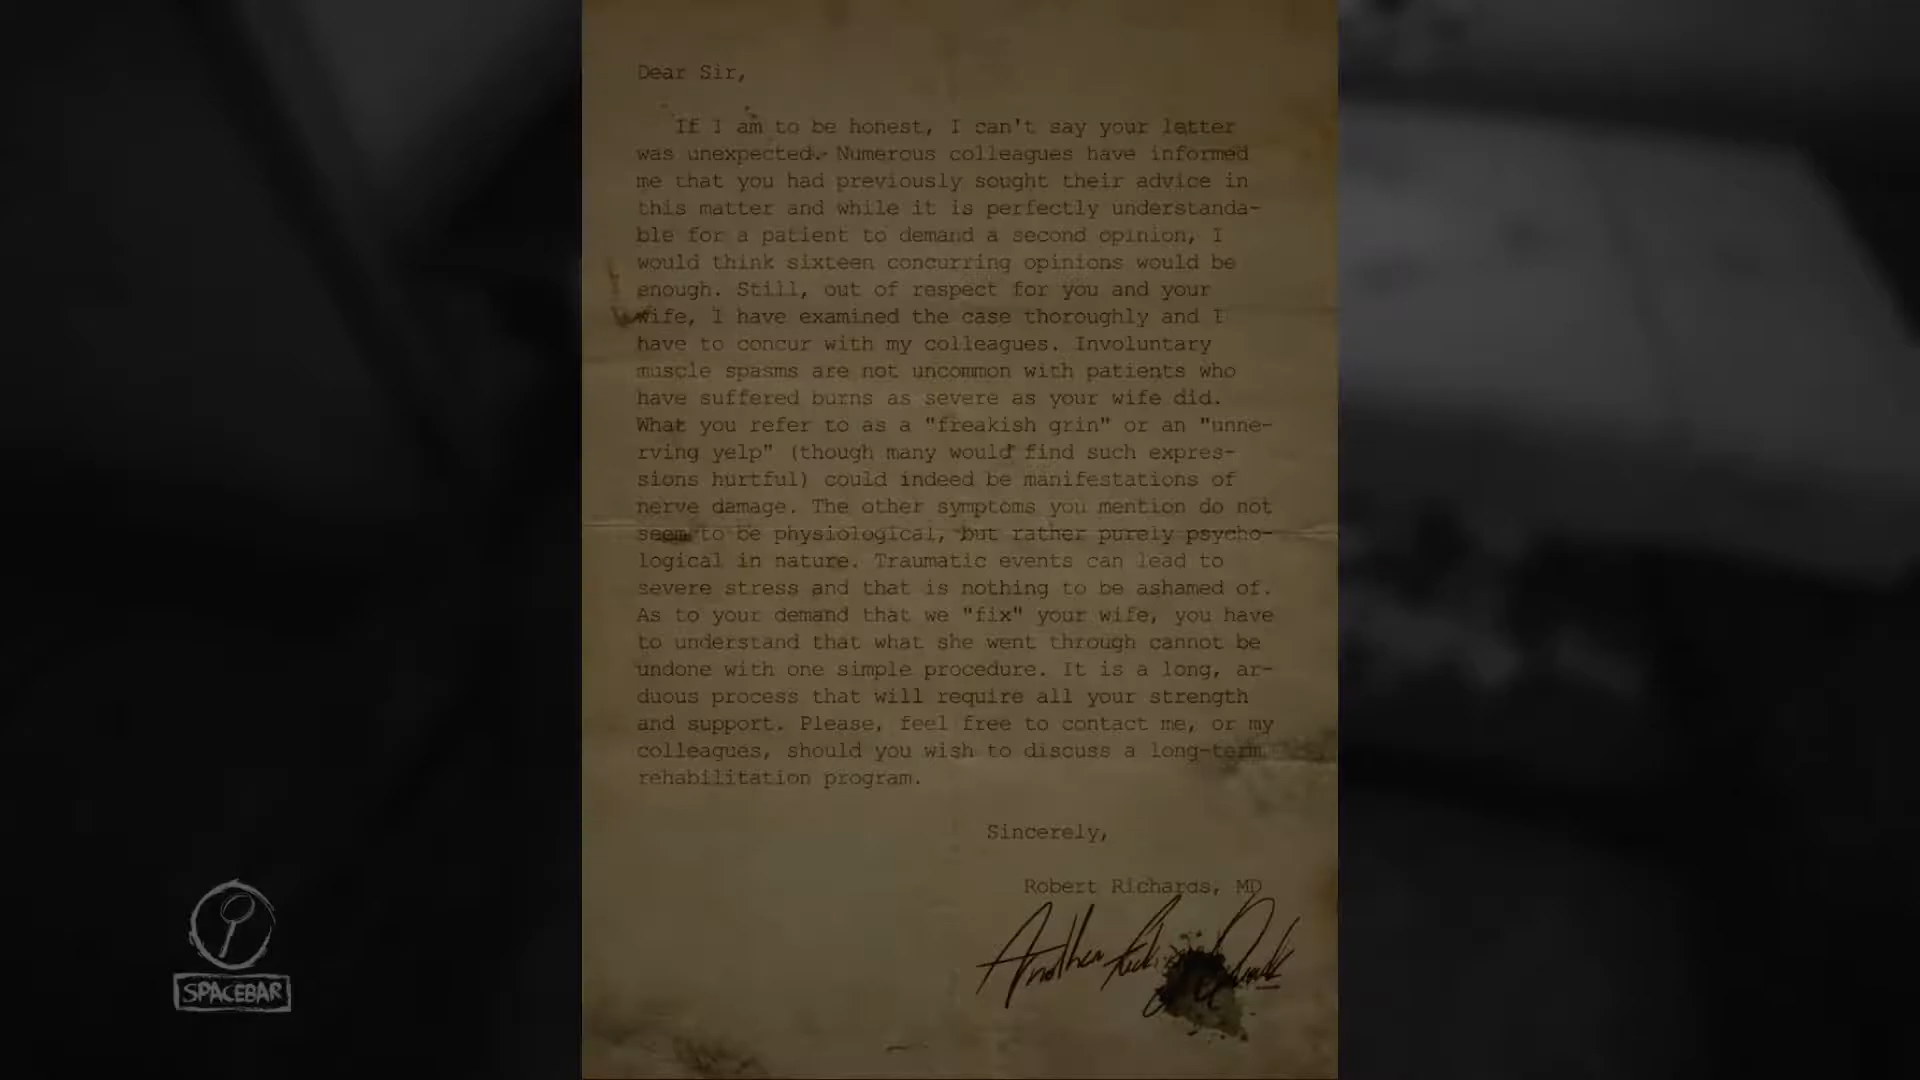 Dear Sir,
If I am to be honest, I can't say your letter
was unexpected. Numerous colleagues have informed
me that you had previously sought their advice in
this matter and while it is perfectly understanda-
ble for a patient to demand a second opinion, I
would think sixteen concurring opinions would be
enough. Still, out of respect for you and your
wife, I have examined the case thoroughly and I
have to concur with my colleagues. Involuntary
muscle spasms are not uncommon with patients who
have suffered burns as severe as your wife did.
What you refer to as a "freakish grin" or an "unne-
rving yelp" (though many would find such expres-
sions hurtful) could indeed be manifestations of
nerve damage. The other symptoms you mention do not
seem to be physiological, but rather purely psycho-
logical in nature. Traumatic events can lead to
severe stress and that is nothing to be ashamed of.
As to your demand that we "fix" your wife, you have
to understand that what she went through cannot be
undone with one simple procedure. It is a long, ar-
duous process that will require all your strength
and support. Please, feel free to contact me, or my
colleagues, should you wish to discuss a long-term
rehabilitation program.
Sincerely,
Robert Richards, MD
Another
SPACEBAR